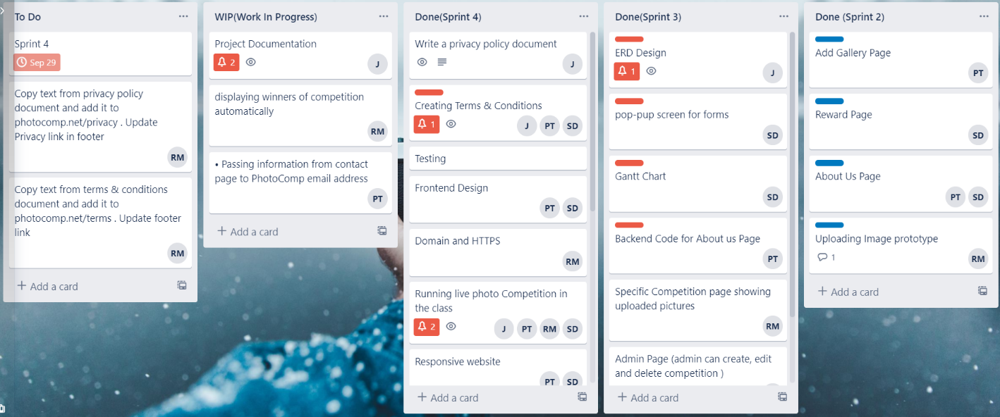 To Do
Sprint 4
Sep 29
Copy text from privacy policy
document and add it to
photocomp.net/privacy . Update
Privacy link in footer
RM
Copy text from terms & conditions
document and add it to
photocomp.net/terms . Update footer
link
RM
Add a card
WIP(Work In Progress)
Project Documentation
2
J
displaying winners of competition
automatically
RM
• Passing information from contact
page to PhotoComp email address
PT
Add a card
Done(Sprint 4)
Write a privacy policy document
J
Creating Terms & Conditions
1
J PT SD
Testing
Frontend Design
PT SD
Domain and HTTPS
RM
Running live photo Competition in
the class
2
J PT RM SD
Responsive website
PT SD
Add a card
Done(Sprint 3)
ERD Design
1
J
pop-pup screen for forms
SD
Gantt Chart
SD
Backend Code for About us Page
PT
Specific Competition page showing
uploaded pictures
RM
Admin Page (admin can create, edit
and delete competition )
Add a card
Done (Sprint 2)
Add Gallery Page
PT
Reward Page
SD
About Us Page
PT SD
Uploading Image prototype
1
RM
Add a card